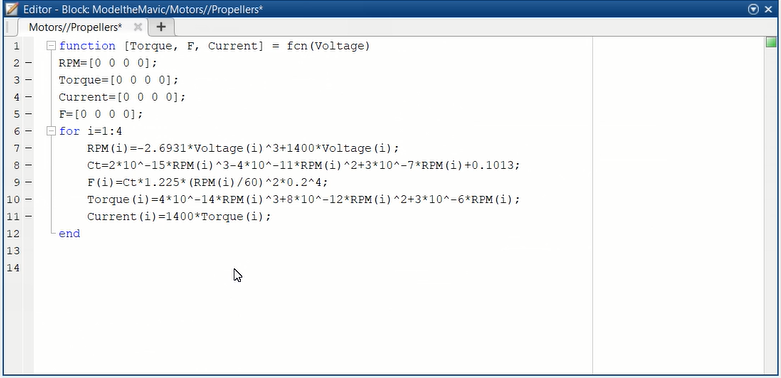 Editor - Block: ModeltheMavic/Motors//Propellers*
Motors//Propellers*
1 function [Torque, F, Current] = fcn(Voltage)
2 RPM=[0 0 0 0];
3 Torque=[0 0 0 0];
4 Current=[0 0 0 0];
5 F=[0 0 0 0];
6 for i=1:4
7 RPM(i)=-2.6931*Voltage(i)^3+1400*Voltage(i);
8 Ct=2*10^-15*RPM(i)^3-4*10^-11*RPM(i)^2+3*10^-7*RPM(i)+0.1013;
9 F(i)=Ct*1.225*(RPM(i)/60)^2*0.2^4;
10 Torque(i)=4*10^-14*RPM(i)^3+8*10^-12*RPM(i)^2+3*10^-6*RPM(i);
11 Current(i)=1400*Torque(i);
12 end
13
14